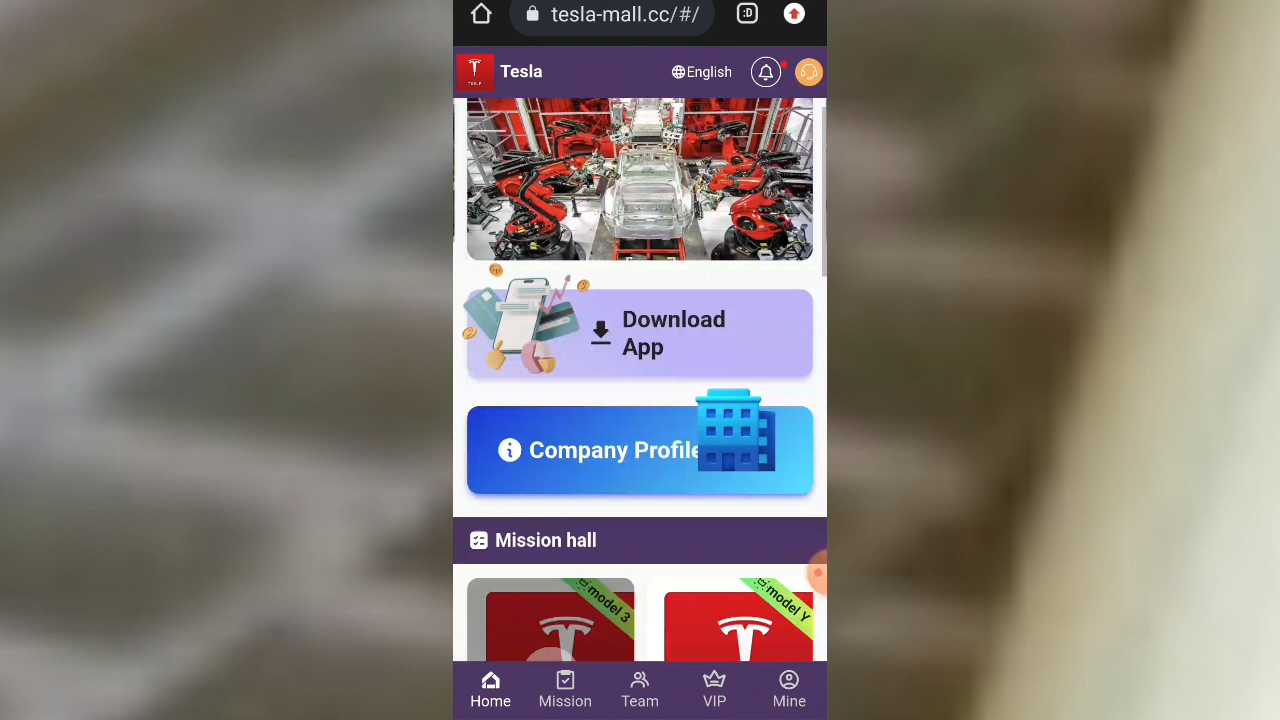 tesla-mall.cc/#/
:D
TESLA
Tesla
English
Download
App
Company Profile
Mission hall
model 3
model Y
Home
Mission
Team
VIP
Mine